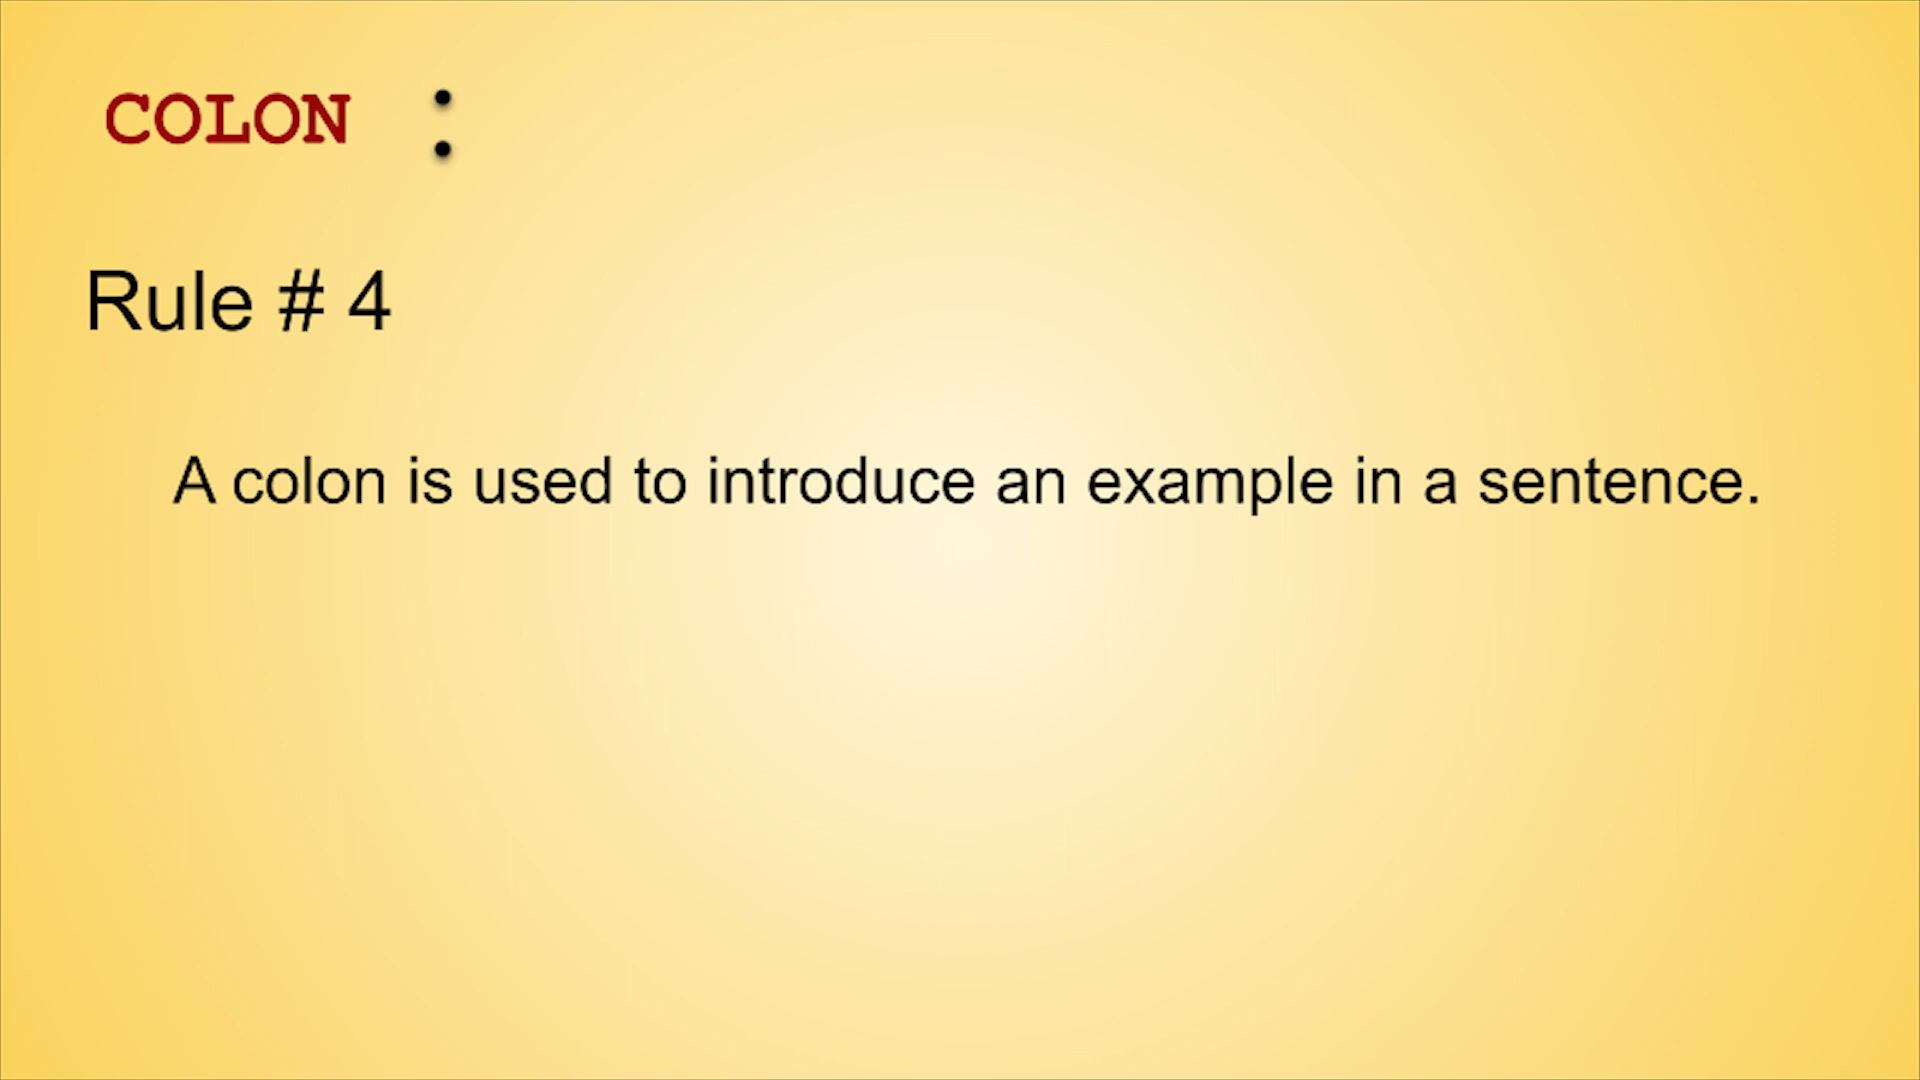 COLON :
Rule # 4
A colon is used to introduce an example in a sentence.